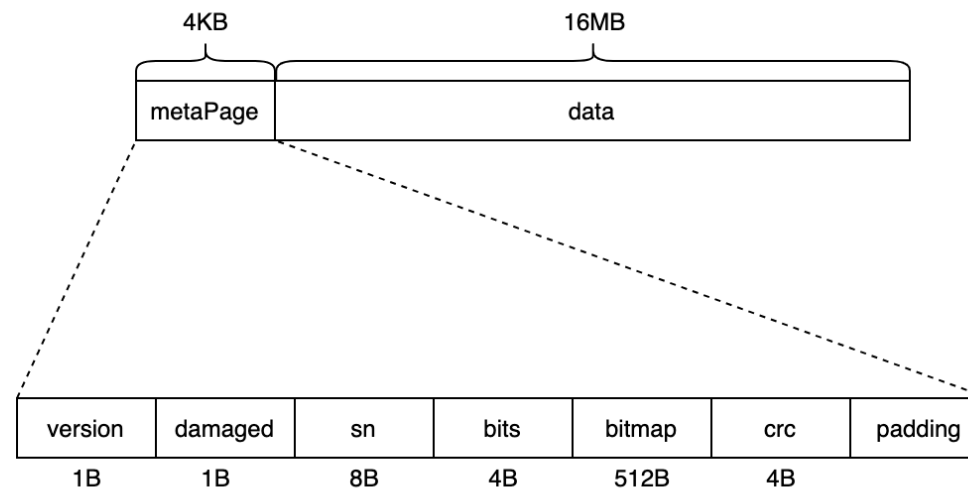 4KB 16MB
metaPage data
version damaged sn bits bitmap crc padding
1B 1B 8B 4B 512B 4B